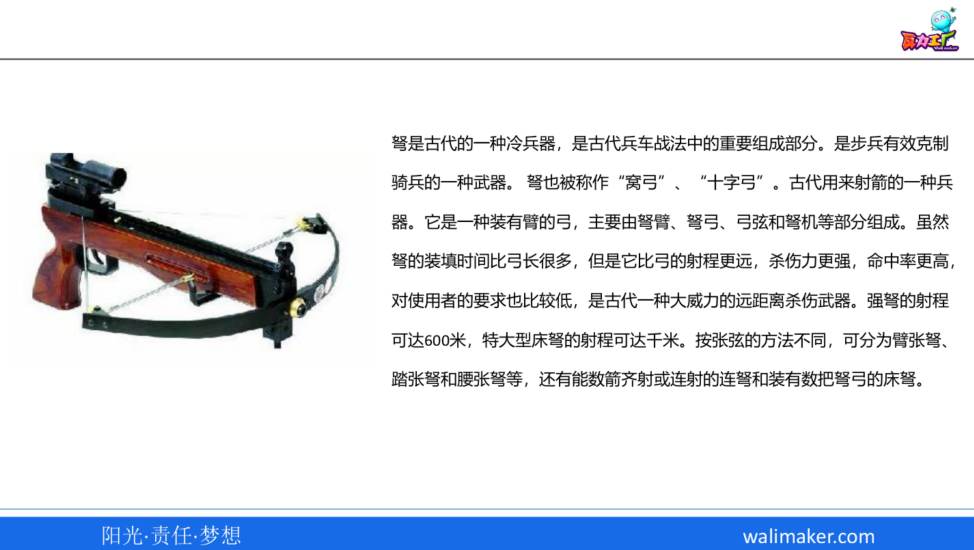 瓦力工厂
弩是古代的一种冷兵器，是古代兵车战法中的重要组成部分。是步兵有效克制
骑兵的一种武器。 弩也被称作“窝弓”、“十字弓”。古代用来射箭的一种兵
器。它是一种装有臂的弓，主要由弩臂、弩弓、弓弦和弩机等部分组成。虽然
弩的装填时间比弓长很多，但是它比弓的射程更远，杀伤力更强，命中率更高，
对使用者的要求也比较低，是古代一种大威力的远距离杀伤武器。强弩的射程
可达600米，特大型床弩的射程可达千米。按张弦的方法不同，可分为臂张弩、
踏张弩和腰张弩等，还有能数箭齐射或连射的连弩和装有数把弩弓的床弩。
阳光·责任·梦想
walimaker.com